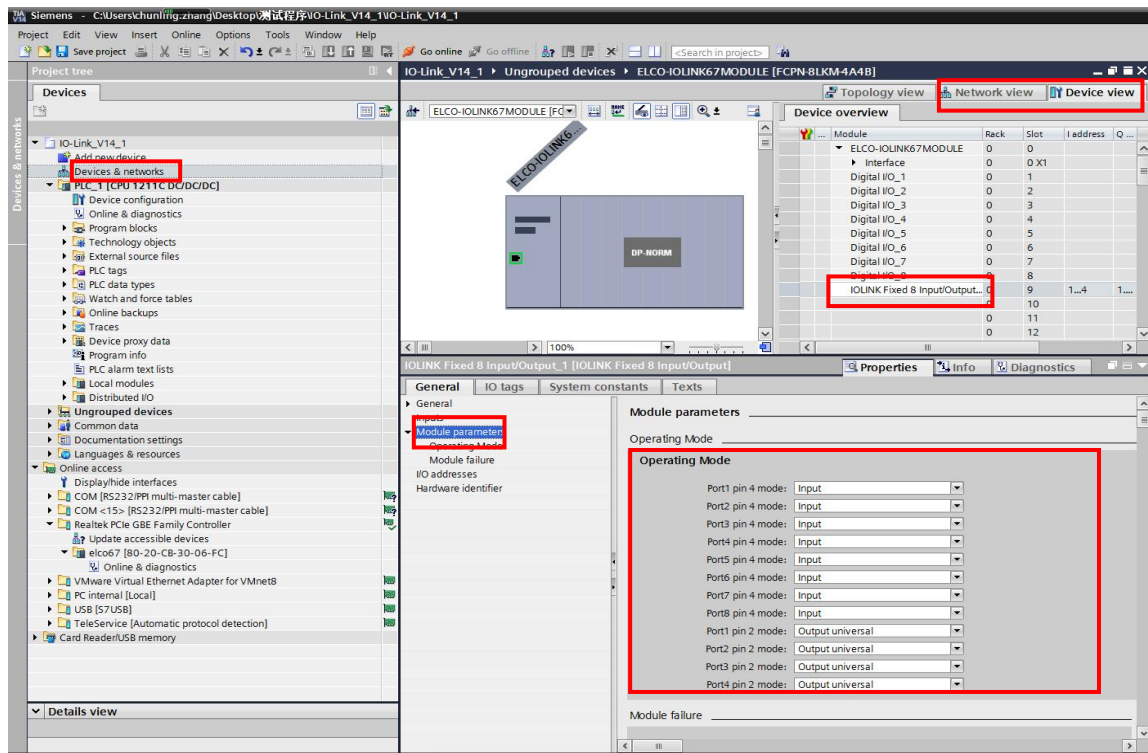 Siemens - C:\Users\chunling.zhang\Desktop\测试程序\IO-Link_V14_1\IO-Link_V14_1
Project Edit View Insert Online Options Tools Window Help
Save project Go online Go offline <Search in project>
Project tree
Devices
Devices & networks
IO-Link_V14_1
Add new device
Devices & networks
PLC_1 [CPU 1211C DC/DC/DC]
Device configuration
Online & diagnostics
Program blocks
Technology objects
External source files
PLC tags
PLC data types
Watch and force tables
Online backups
Traces
Device proxy data
Program info
PLC alarm text lists
Local modules
Distributed I/O
Ungrouped devices
Common data
Documentation settings
Languages & resources
Online access
Display/hide interfaces
COM [RS232/PPI multi-master cable]
COM <15> [RS232/PPI multi-master cable]
Realtek PCIe GBE Family Controller
Update accessible devices
elco67 [80-20-CB-30-06-FC]
Online & diagnostics
VMware Virtual Ethernet Adapter for VMnet8
PC internal [Local]
USB [S7USB]
TeleService [Automatic protocol detection]
Card Reader/USB memory
Details view
IO-Link_V14_1 Ungrouped devices ELCO-IOLINK67MODULE [FCPN-8LKM-4A4B]
Topology view Network view Device view
ELCO-IOLINK67MODULE [FC
ELCO-IOLINK6...
DP-NORM
100%
Device overview
... Module Rack Slot I address Q ...
ELCO-IOLINK67MODULE 0 0
Interface 0 0 X1
Digital I/O_1 0 1
Digital I/O_2 0 2
Digital I/O_3 0 3
Digital I/O_4 0 4
Digital I/O_5 0 5
Digital I/O_6 0 6
Digital I/O_7 0 7
Digital I/O_8 0 8
IOLINK Fixed 8 Input/Output... 0 9 1...4 1....
0 10
0 11
0 12
IOLINK Fixed 8 Input/Output_1 [IOLINK Fixed 8 Input/Output]
Properties Info Diagnostics
General IO tags System constants Texts
General
Inputs
Module parameters
Operating Mode
Module failure
I/O addresses
Hardware identifier
Module parameters
Operating Mode
Operating Mode
Port1 pin 4 mode: Input
Port2 pin 4 mode: Input
Port3 pin 4 mode: Input
Port4 pin 4 mode: Input
Port5 pin 4 mode: Input
Port6 pin 4 mode: Input
Port7 pin 4 mode: Input
Port8 pin 4 mode: Input
Port1 pin 2 mode: Output universal
Port2 pin 2 mode: Output universal
Port3 pin 2 mode: Output universal
Port4 pin 2 mode: Output universal
Module failure